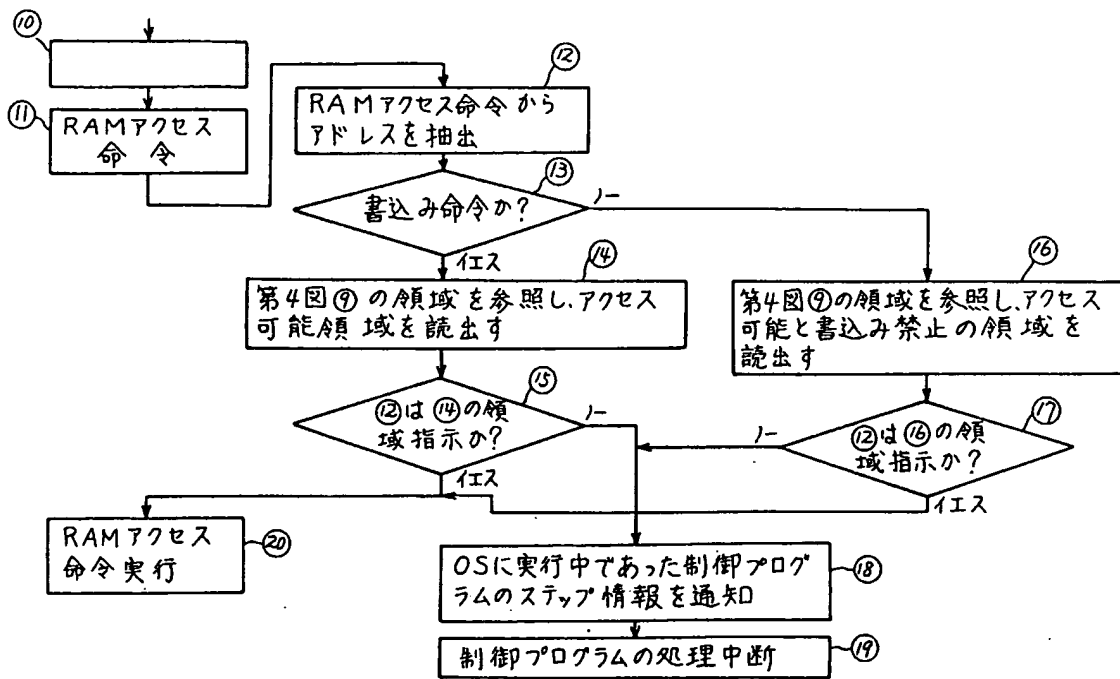 ⑩
⑪
RAMアクセス
命令
⑫
RAMアクセス命令から
アドレスを抽出
⑬
書込み命令か?
ノー
イエス
⑭
第4図⑨の領域を参照し、アクセス
可能領域を読出す
⑯
第4図⑨の領域を参照し、アクセス
可能と書込み禁止の領域を
読出す
⑮
⑫は⑭の領
域指示か?
ノー
イエス
⑰
⑫は⑯の領
域指示か?
ノー
イエス
RAMアクセス
命令実行
⑳
OSに実行中であった制御プログ
ラムのステップ情報を通知
⑱
制御プログラムの処理中断
⑲